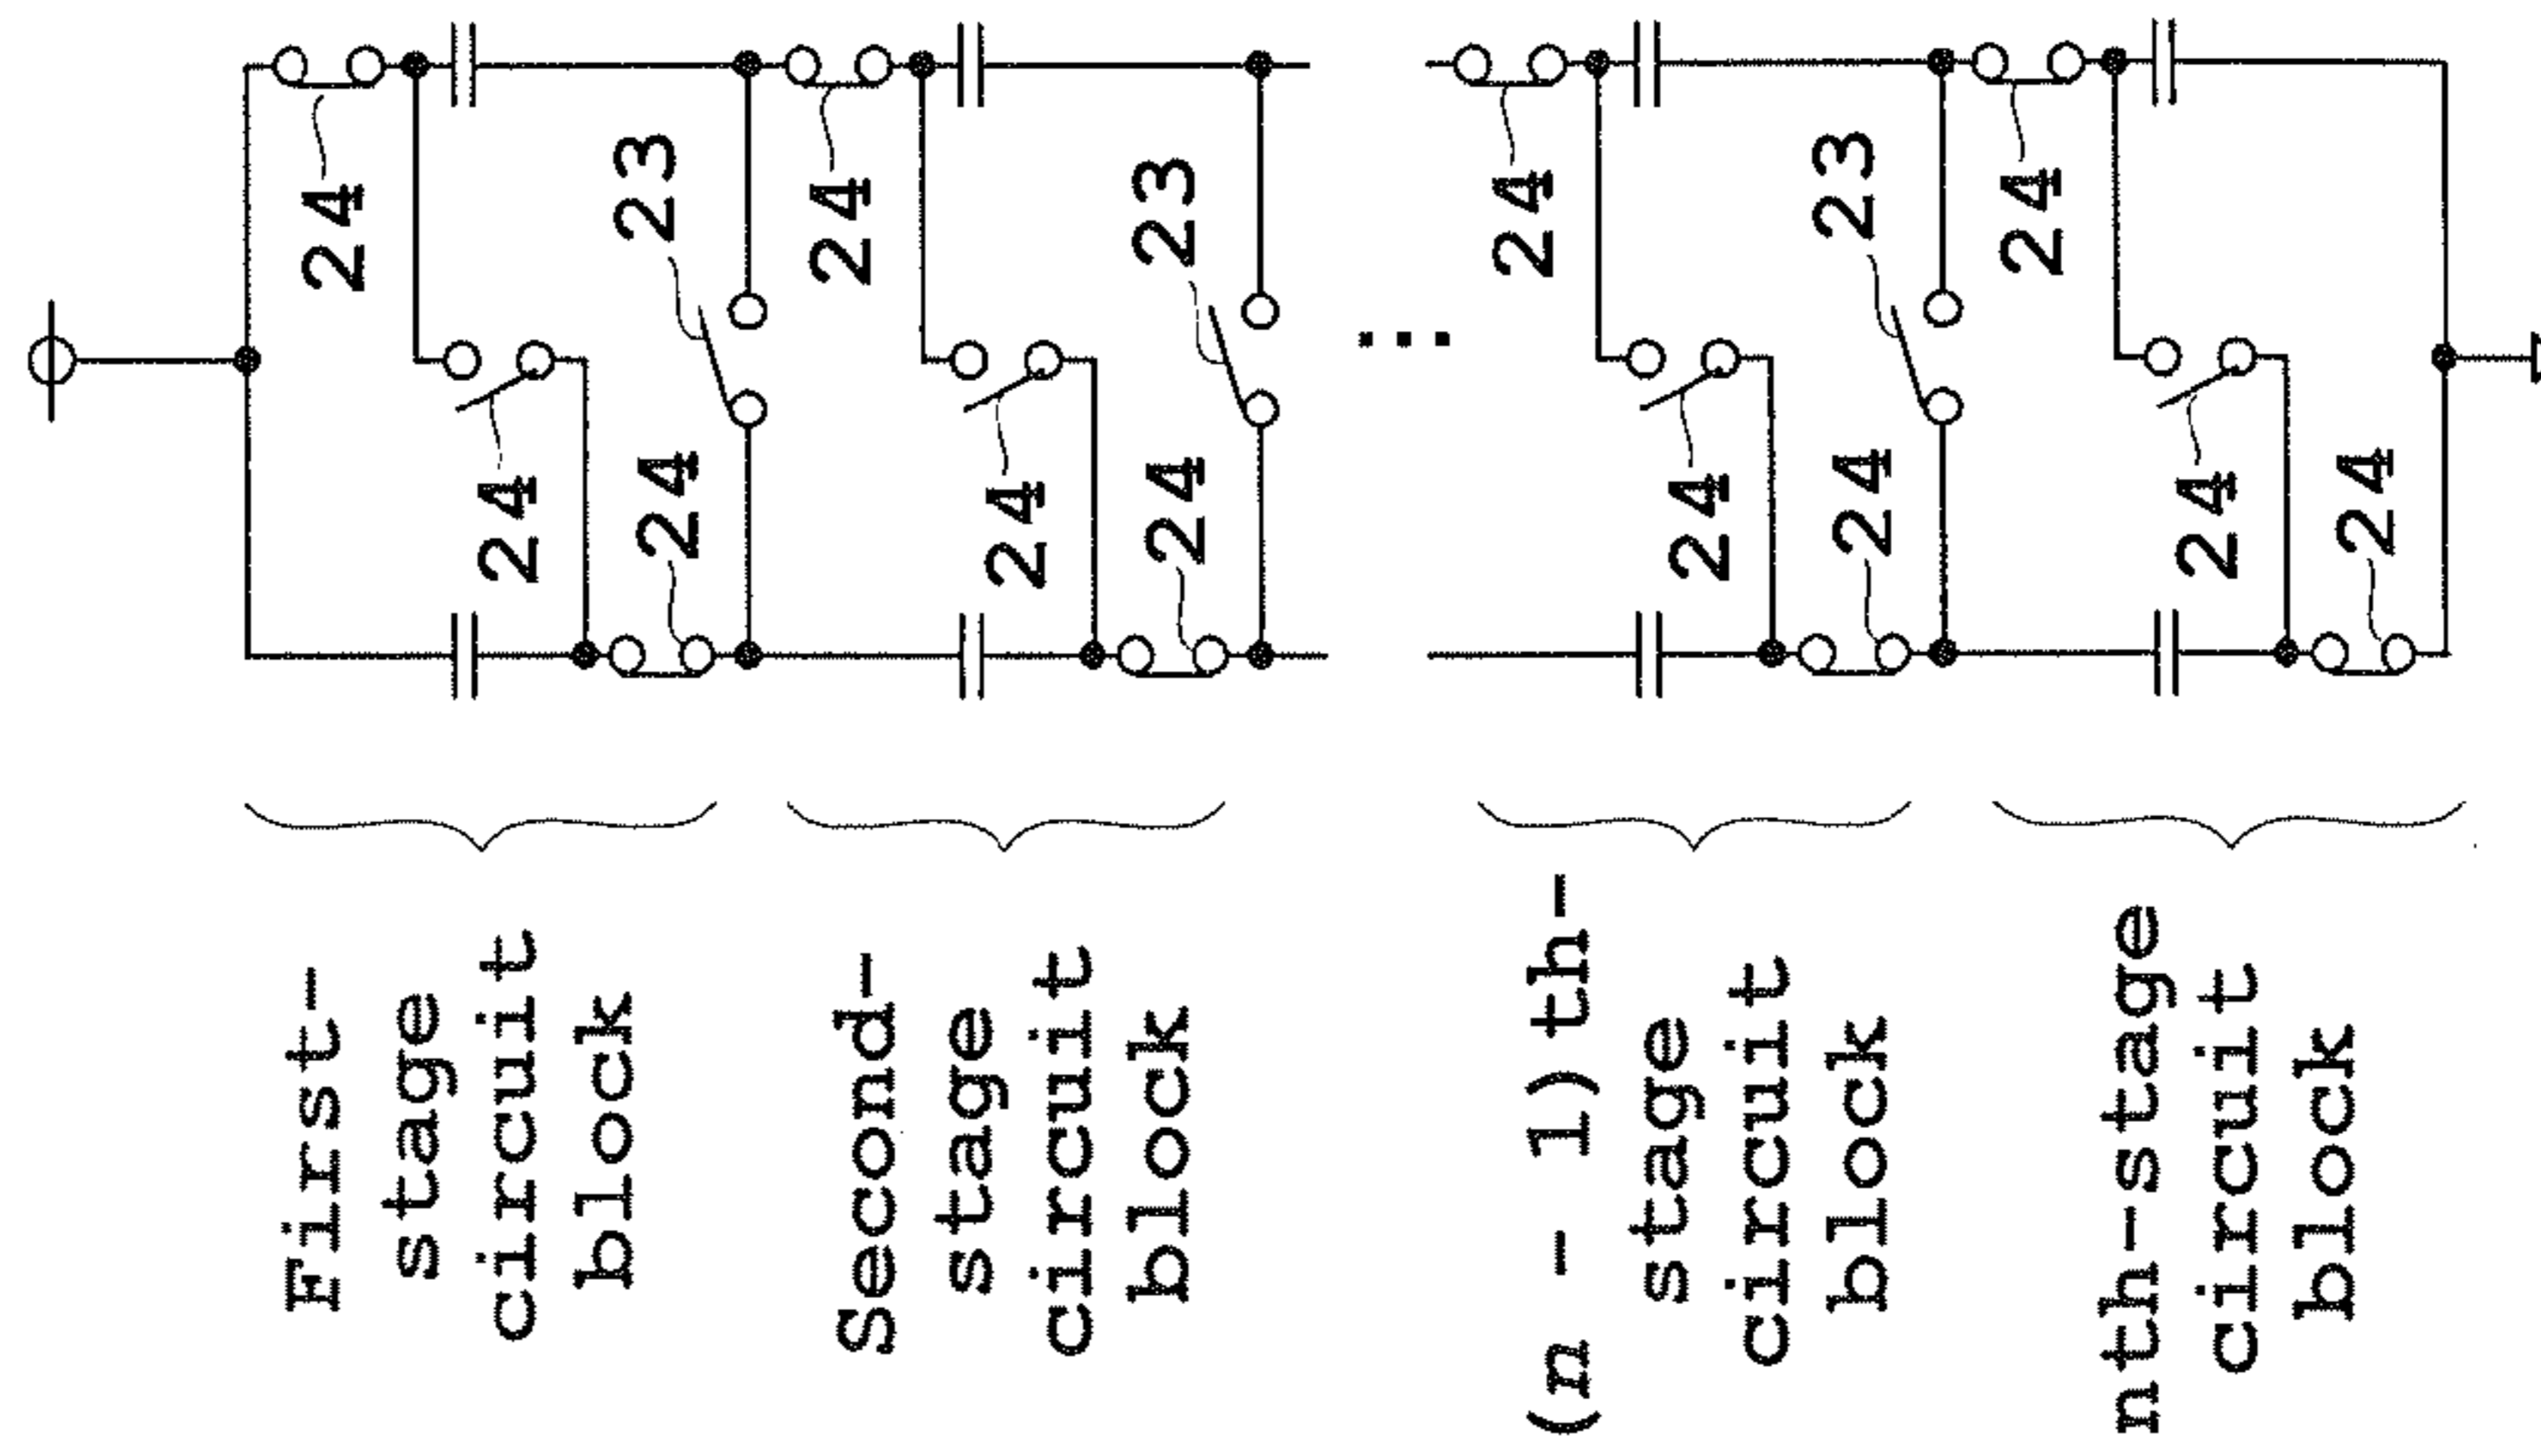 First-
stage
circuit
block
24
24
24
23
Second-
stage
circuit
block
24
24
24
23
...
(n - 1)th-
stage
circuit
block
24
24
24
23
nth-stage
circuit
block
24
24
24